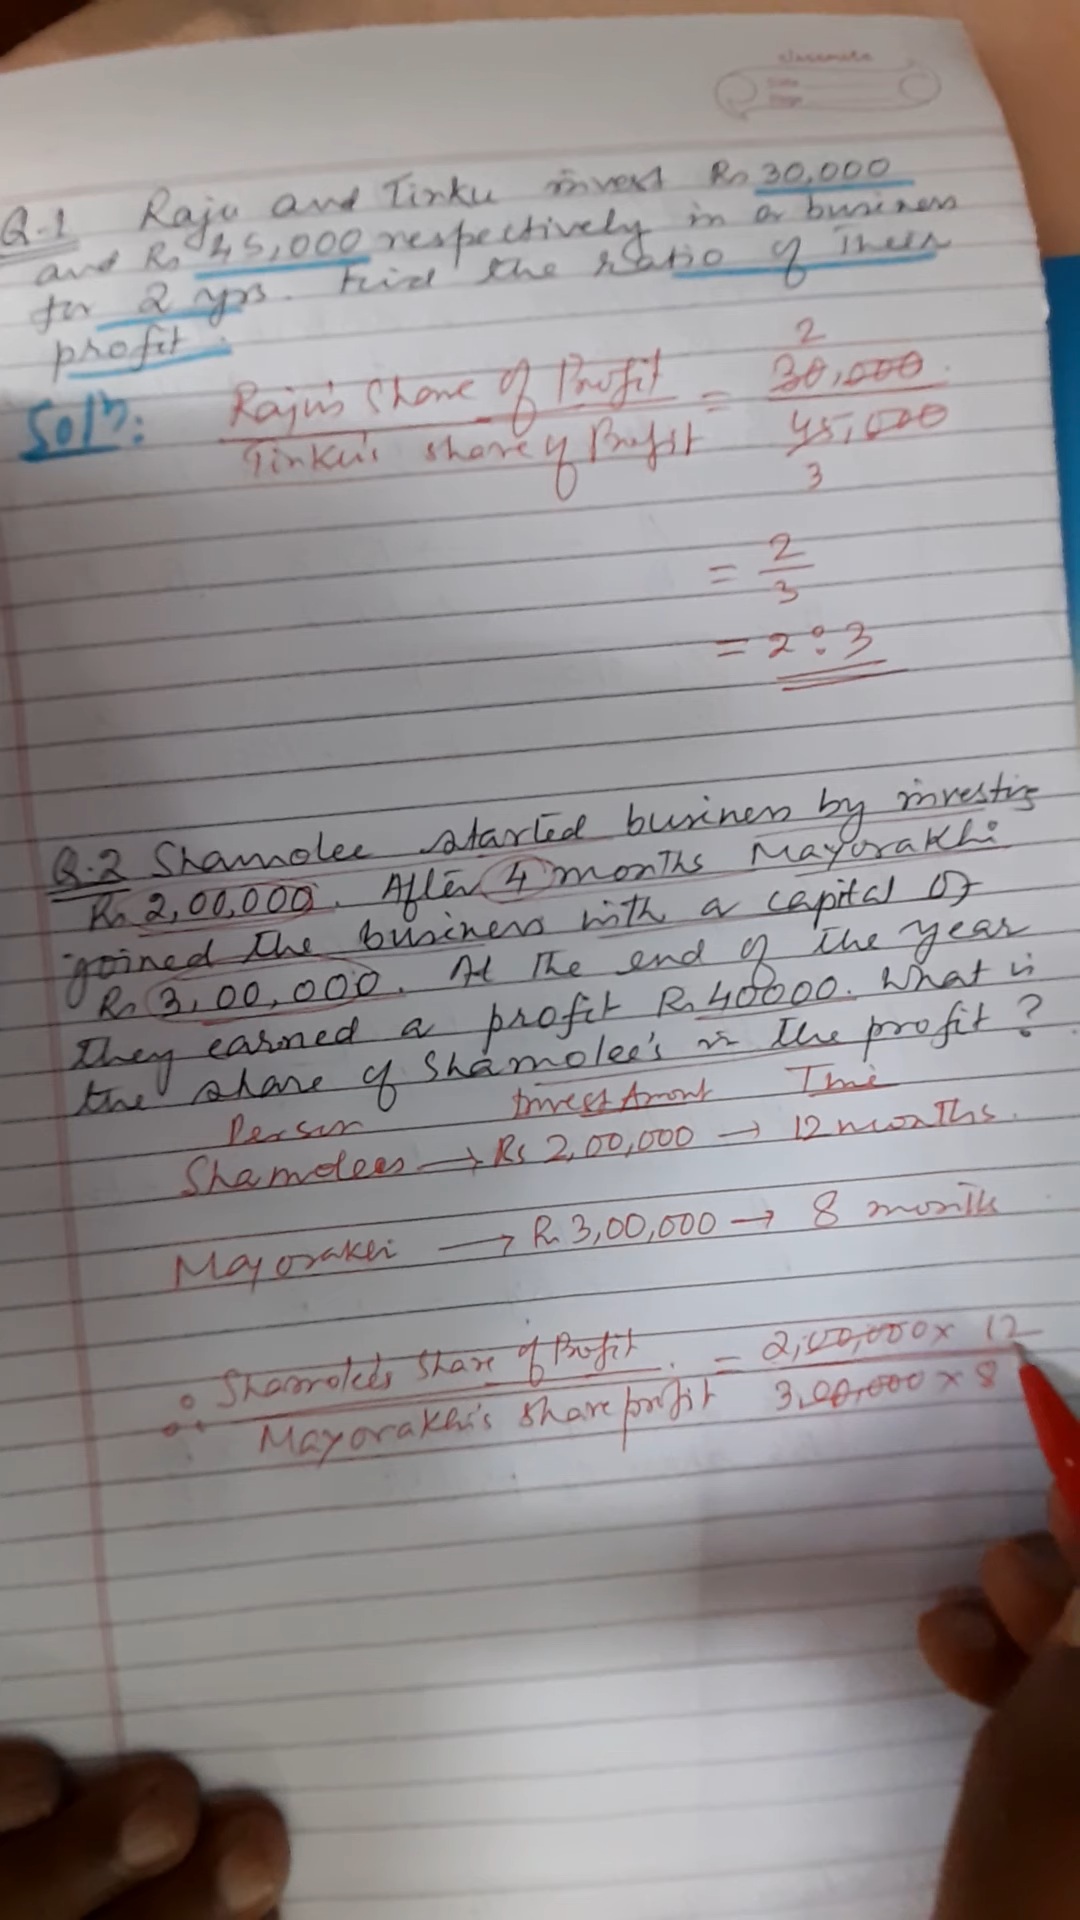 classmate
Q.1 Raju and Tinku invest Rs 30,000
and Rs 45,000 respectively in a business
for 2 yrs. Find the ratio of their
profit.
Soln: Raju's Share of Profit / Tinku's share of Profit = 30,000 / 45,000
2
3
= 2/3
= 2:3
Q.2 Shamolee started business by investing
Rs 2,00,000. After 4 months Mayorakhi
joined the business with a capital of
Rs 3,00,000. At the end of the year
they earned a profit Rs 40000. What is
the share of Shamolee's in the profit?
Person Invest Amont Time
Shamolees → Rs 2,00,000 → 12 months.
Mayorakhi → Rs 3,00,000 → 8 month
∴ Shamolee's Share of Profit / Mayorakhi's share profit = 2,00,000 × 12 / 3,00,000 × 8